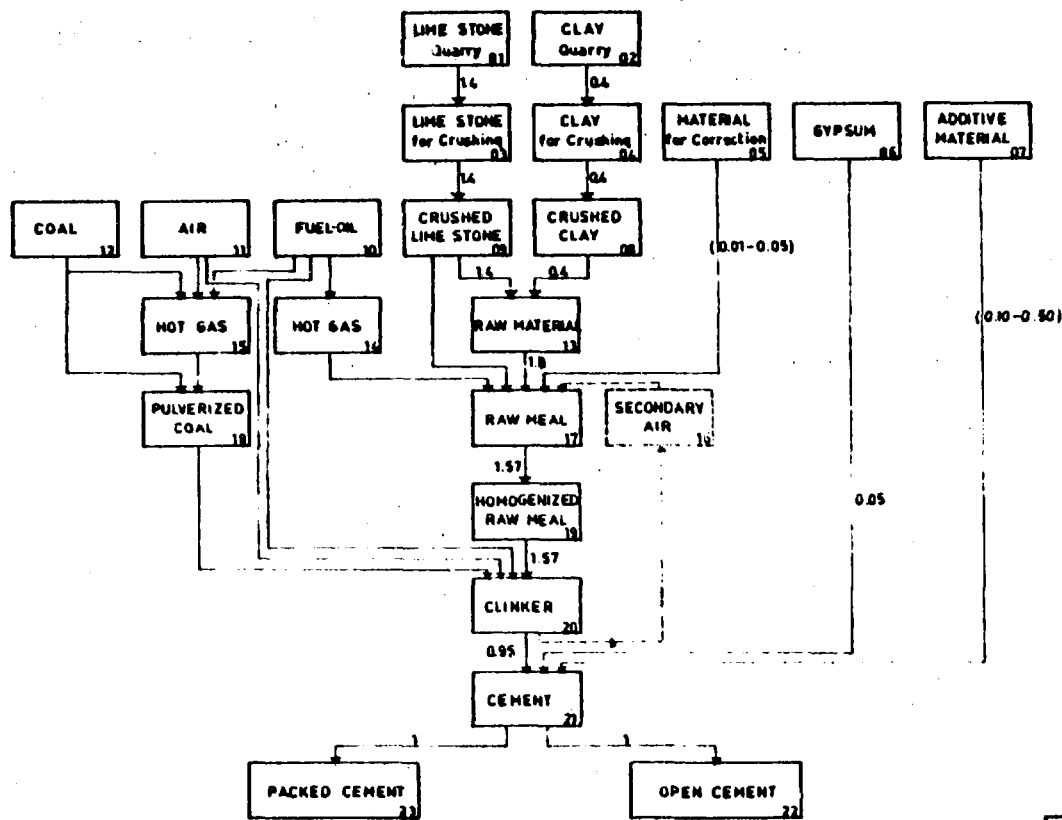 LIME STONE
Quarry
01
CLAY
Quarry
02
1.4
0.4
LIME STONE
for Crushing
03
CLAY
for Crushing
04
MATERIAL
for Correction
05
GYPSUM
06
ADDITIVE
MATERIAL
07
1.4
0.4
COAL
12
AIR
11
FUEL-OIL
10
CRUSHED
LIME STONE
09
CRUSHED
CLAY
08
(0.01-0.05)
1.4
0.4
HOT GAS
15
HOT GAS
14
RAW MATERIAL
13
(0.10-0.50)
1.8
PULVERIZED
COAL
18
RAW MEAL
17
SECONDARY
AIR
16
1.57
0.05
HOMOGENIZED
RAW MEAL
19
1.57
CLINKER
20
0.95
CEMENT
21
1
1
PACKED CEMENT
23
OPEN CEMENT
22